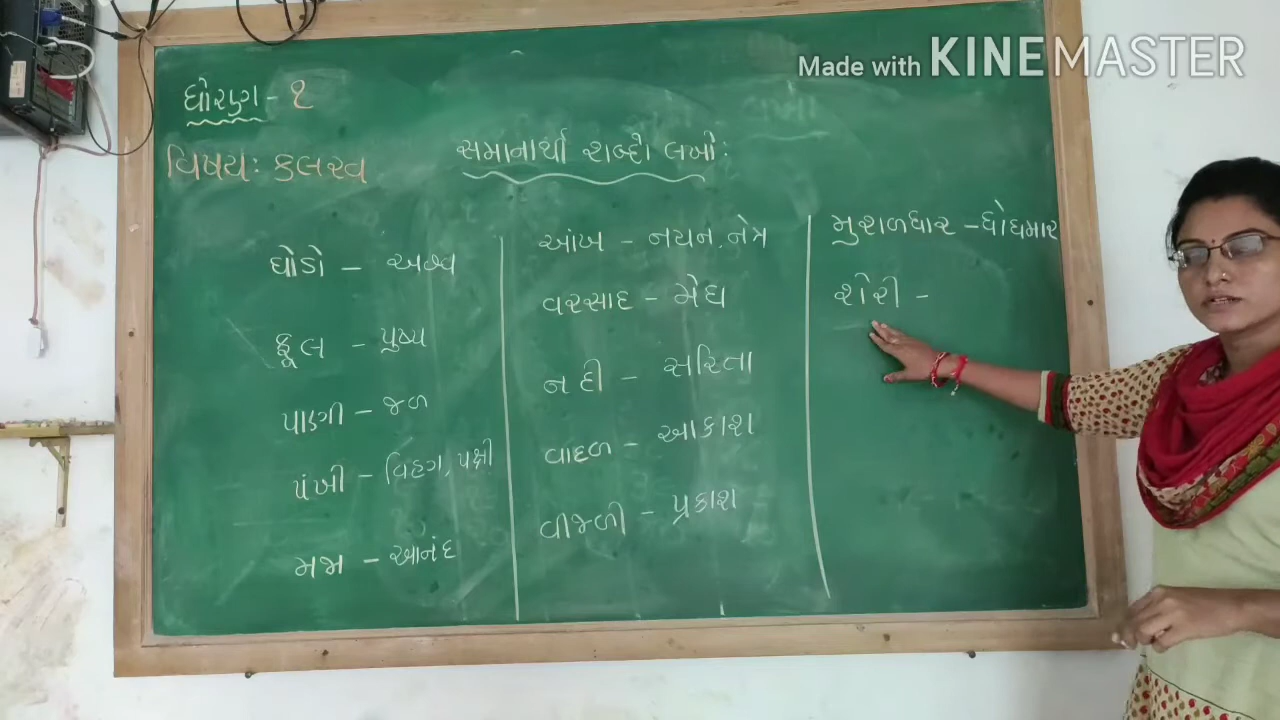 Made with KINEMASTER
ધોરણ - ૧
વિષય: કલરવ
સમાનાર્થી શબ્દો લખો:
ઘોડો - અશ્વ
ફૂલ - પુષ્પ
પાણી - જળ
પંખી - વિહગ, પક્ષી
મજા - આનંદ
આંખ - નયન, નેત્ર
વરસાદ - મેઘ
નદી - સરિતા
વાદળ - આકાશ
વીજળી - પ્રકાશ
મુશળધાર - ધોધમાર
શેરી -